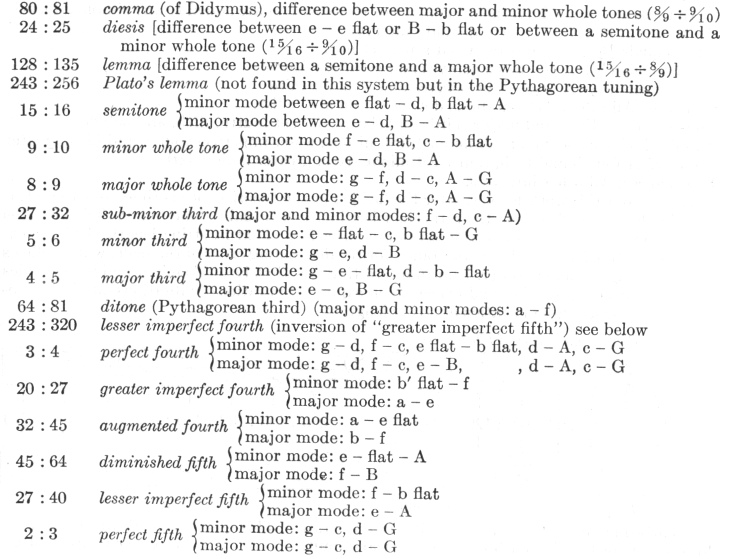 80 : 81 comma (of Didymus), difference between major and minor whole tones (8⁄9 ÷ 9⁄10)
24 : 25 diesis [difference between e – e flat or B – b flat or between a semitone and a
minor whole tone (15⁄16 ÷ 9⁄10)]
128 : 135 lemma [difference between a semitone and a major whole tone (15⁄16 ÷ 8⁄9)]
243 : 256 Plato's lemma (not found in this system but in the Pythagorean tuning)
15 : 16 semitone {minor mode between e flat – d, b flat – A
major mode between e – d, B – A
9 : 10 minor whole tone {minor mode f – e flat, c – b flat
major mode e – d, B – A
8 : 9 major whole tone {minor mode: g – f, d – c, A – G
major mode: g – f, d – c, A – G
27 : 32 sub-minor third (major and minor modes: f – d, c – A)
5 : 6 minor third {minor mode: e – flat – c, b flat – G
major mode: g – e, d – B
4 : 5 major third {minor mode: g – e – flat, d – b – flat
major mode: e – c, B – G
64 : 81 ditone (Pythagorean third) (major and minor modes: a – f)
243 : 320 lesser imperfect fourth (inversion of "greater imperfect fifth") see below
3 : 4 perfect fourth {minor mode: g – d, f – c, e flat – b flat, d – A, c – G
major mode: g – d, f – c, e – B, , d – A, c – G
20 : 27 greater imperfect fourth {minor mode: b′ flat – f
major mode: a – e
32 : 45 augmented fourth {minor mode: a – e flat
major mode: b – f
45 : 64 diminished fifth {minor mode: e – flat – A
major mode: f – B
27 : 40 lesser imperfect fifth {minor mode: f – b flat
major mode: e – A
2 : 3 perfect fifth {minor mode: g – c, d – G
major mode: g – c, d – G